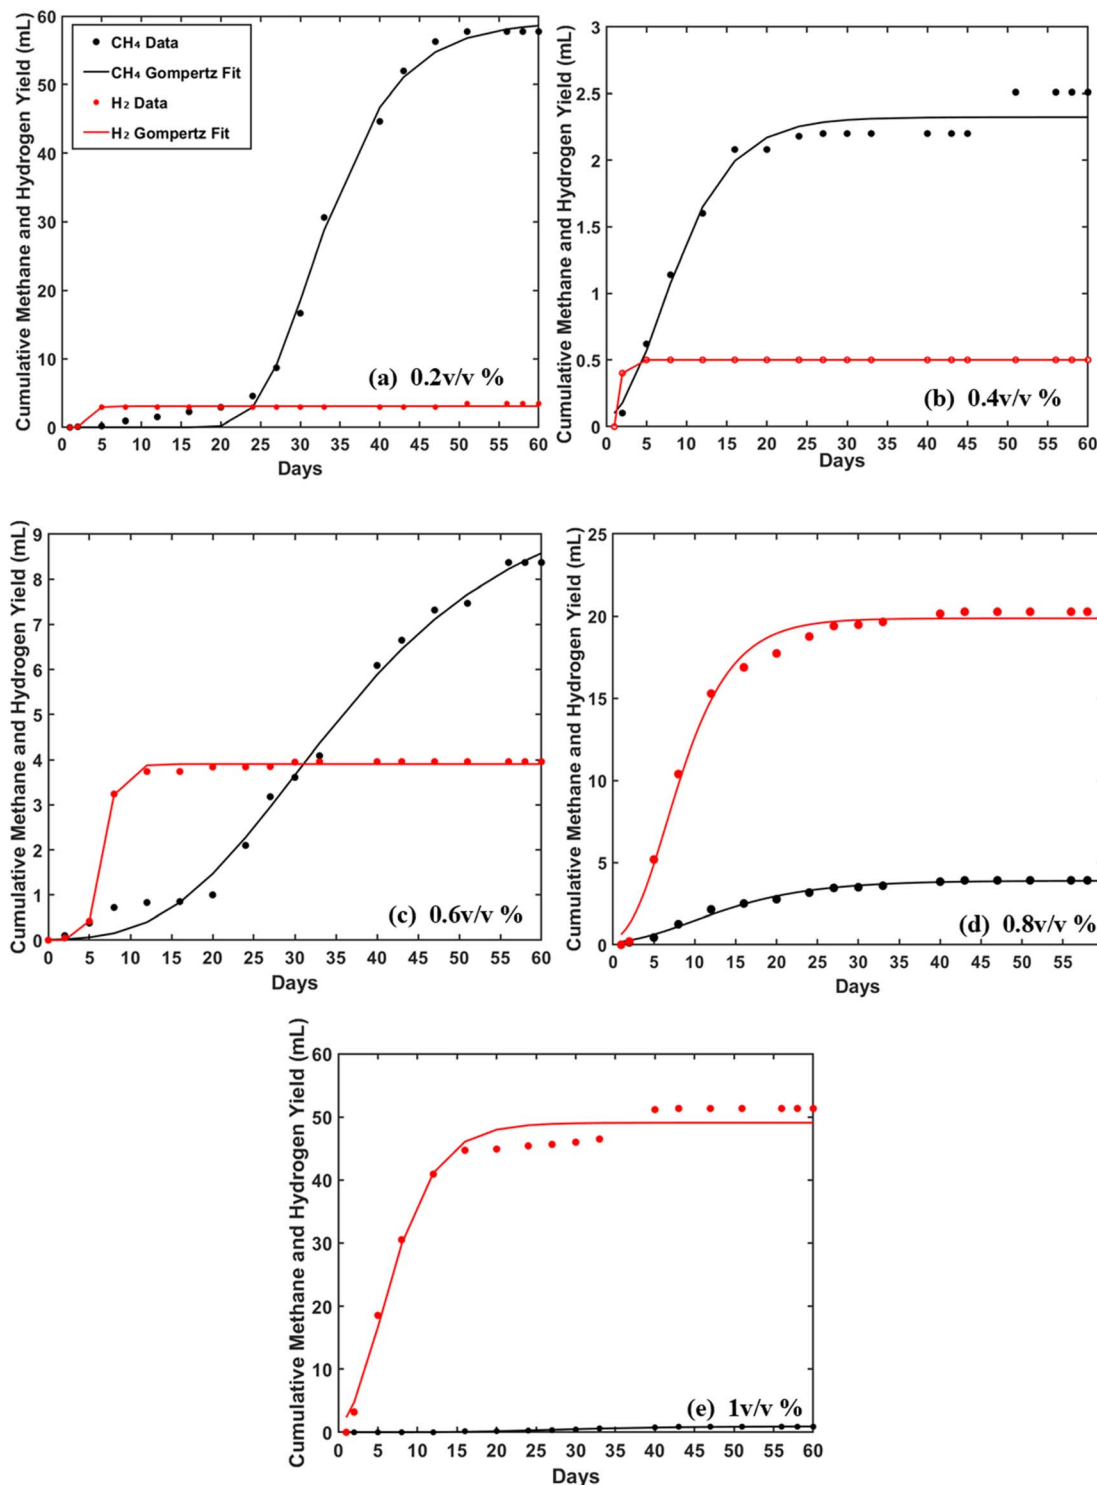 Cumulative Methane and Hydrogen Yield (mL)
60
50
40
30
20
10
0
CH₄ Data
CH₄ Gompertz Fit
H₂ Data
H₂ Gompertz Fit
(a) 0.2v/v %
0 5 10 15 20 25 30 35 40 45 50 55 60
Days
Cumulative Methane and Hydrogen Yield (mL)
3
2.5
2
1.5
1
0.5
0
(b) 0.4v/v %
0 5 10 15 20 25 30 35 40 45 50 55 60
Days
Cumulative Methane and Hydrogen Yield (mL)
9
8
7
6
5
4
3
2
1
0
(c) 0.6v/v %
0 5 10 15 20 25 30 35 40 45 50 55 60
Days
Cumulative Methane and Hydrogen Yield (mL)
25
20
15
10
5
0
(d) 0.8v/v %
0 5 10 15 20 25 30 35 40 45 50 55
Days
Cumulative Methane and Hydrogen Yield (mL)
60
50
40
30
20
10
0
(e) 1v/v %
0 5 10 15 20 25 30 35 40 45 50 55 60
Days